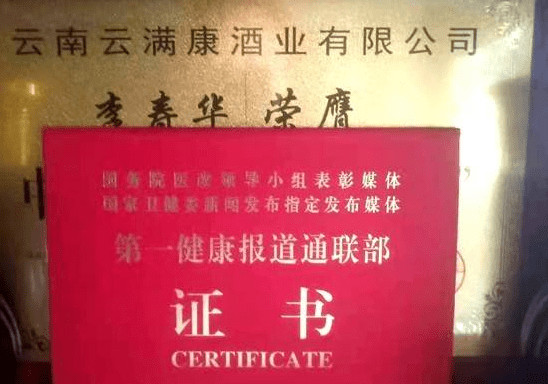 云南云满康酒业有限公司
李春华 荣膺
国务院医改领导小组表彰媒体
国家卫健委新闻发布指定发布媒体
第一健康报道通联部
证书
CERTIFICATE